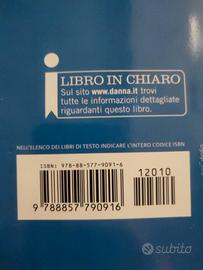 LIBRO IN CHIARO
Sul sito www.danna.it trovi
tutte le informazioni dettagliate
riguardanti questo libro.
NELL'ELENCO DEI LIBRI DI TESTO INDICARE L'INTERO CODICE ISBN
ISBN: 978-88-577-9091-6
12010
9 788857 790916
subito